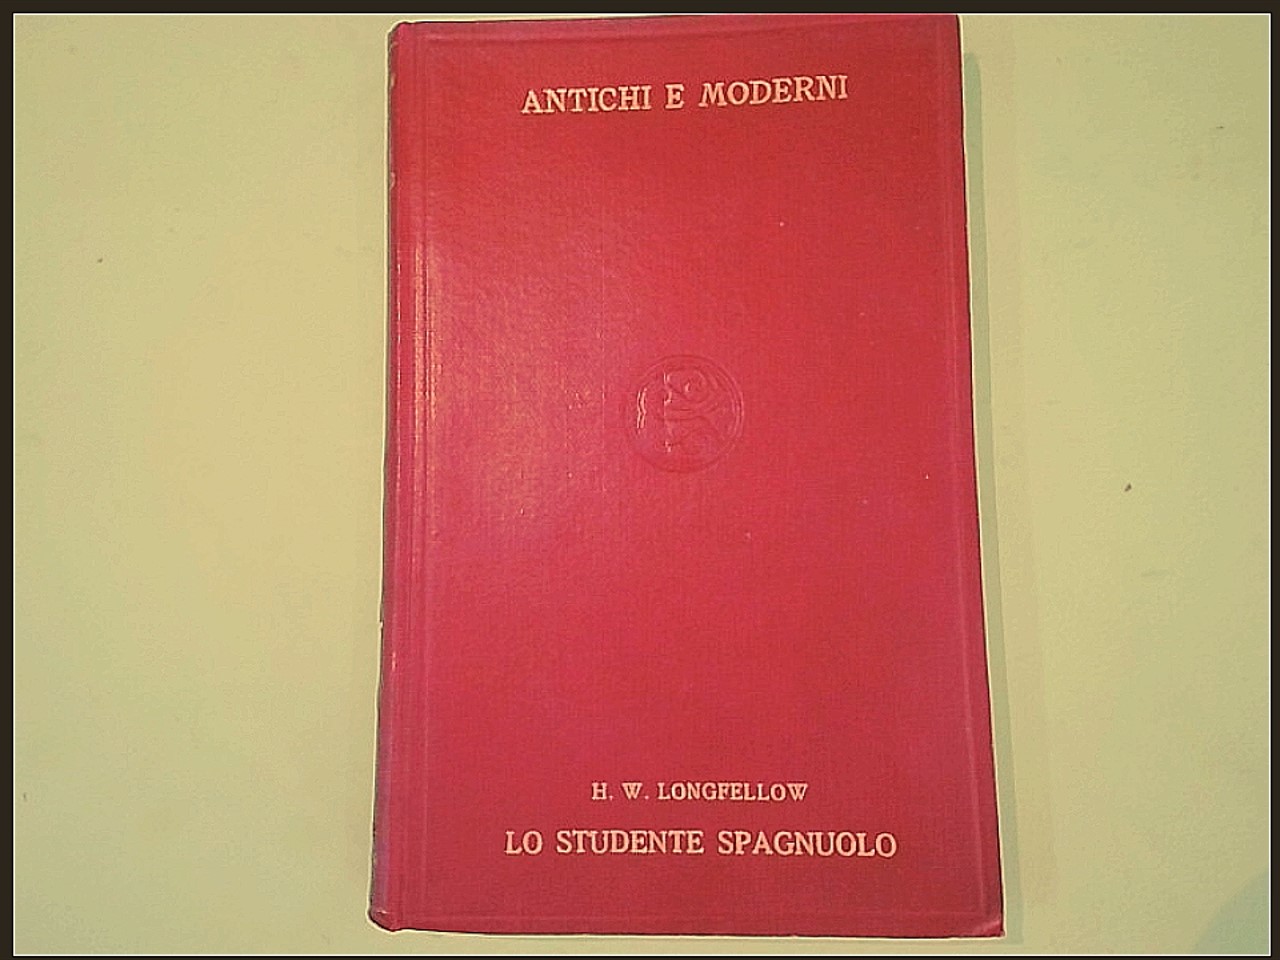 ANTICHI E MODERNI
H. W. LONGFELLOW
LO STUDENTE SPAGNUOLO